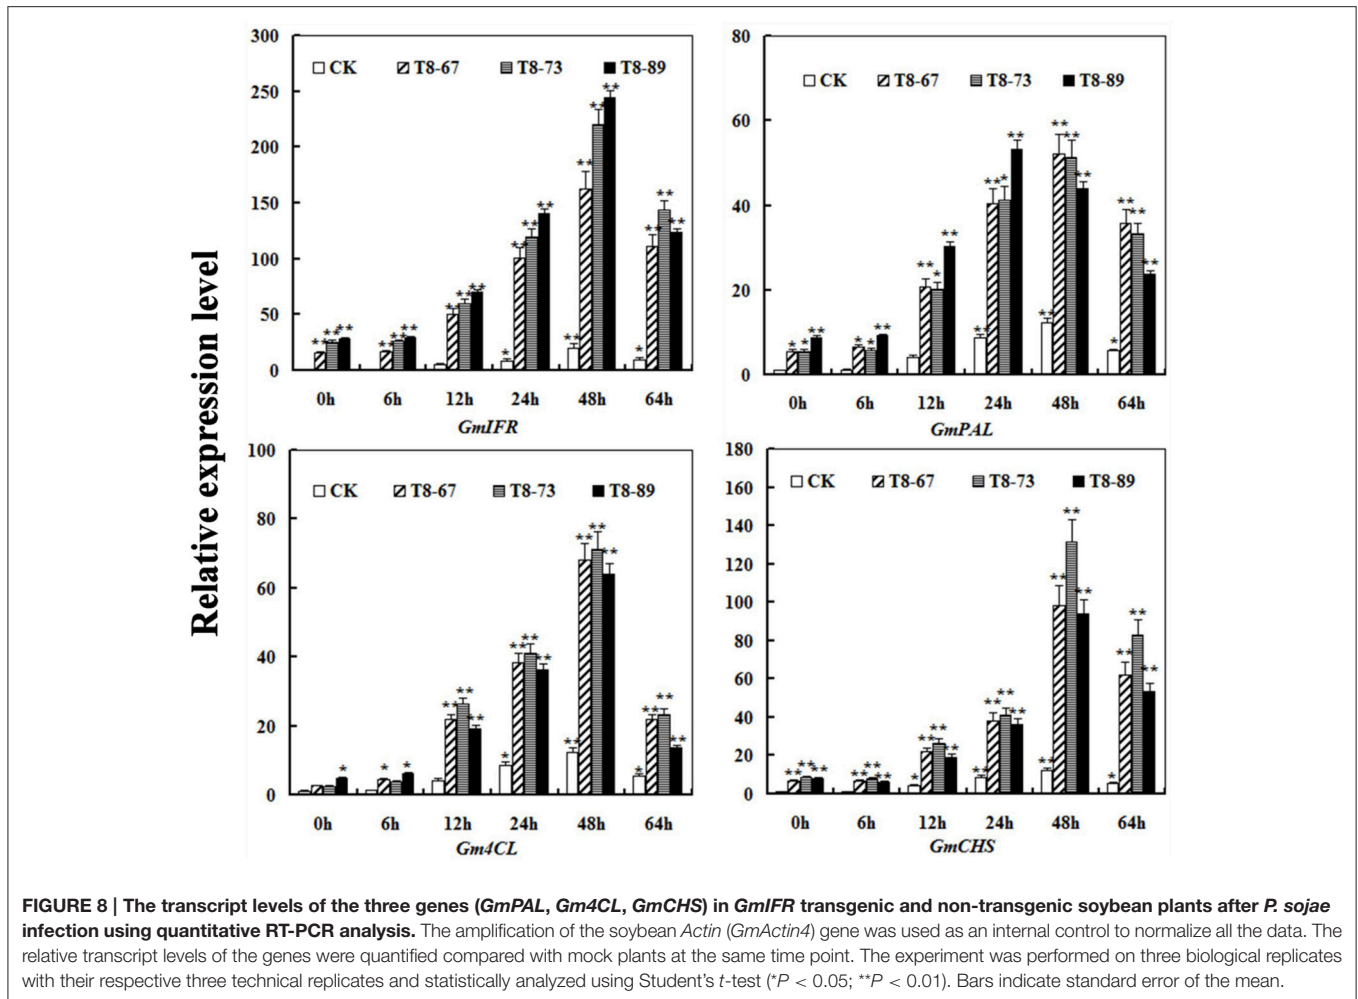 Relative expression level
300
250
200
150
100
50
0
CK T8-67 T8-73 T8-89
** ** **
** ** **
** ** **
* ** ** **
** ** ** **
* ** ** **
0h 6h 12h 24h 48h 64h
GmIFR
80
60
40
20
0
CK T8-67 T8-73 T8-89
* * **
* * **
** * **
** ** * **
** ** ** **
* ** ** **
0h 6h 12h 24h 48h 64h
GmPAL
100
80
60
40
20
0
CK T8-67 T8-73 T8-89
*
* *
** ** **
* ** ** **
** ** ** **
* ** ** **
0h 6h 12h 24h 48h 64h
Gm4CL
180
160
140
120
100
80
60
40
20
0
CK T8-67 T8-73 T8-89
** ** **
** ** **
* ** ** **
** ** ** **
** ** ** **
* ** ** **
0h 6h 12h 24h 48h 64h
GmCHS
FIGURE 8 | The transcript levels of the three genes (GmPAL, Gm4CL, GmCHS) in GmIFR transgenic and non-transgenic soybean plants after P. sojae
infection using quantitative RT-PCR analysis. The amplification of the soybean Actin (GmActin4) gene was used as an internal control to normalize all the data. The
relative transcript levels of the genes were quantified compared with mock plants at the same time point. The experiment was performed on three biological replicates
with their respective three technical replicates and statistically analyzed using Student's t-test (*P < 0.05; **P < 0.01). Bars indicate standard error of the mean.